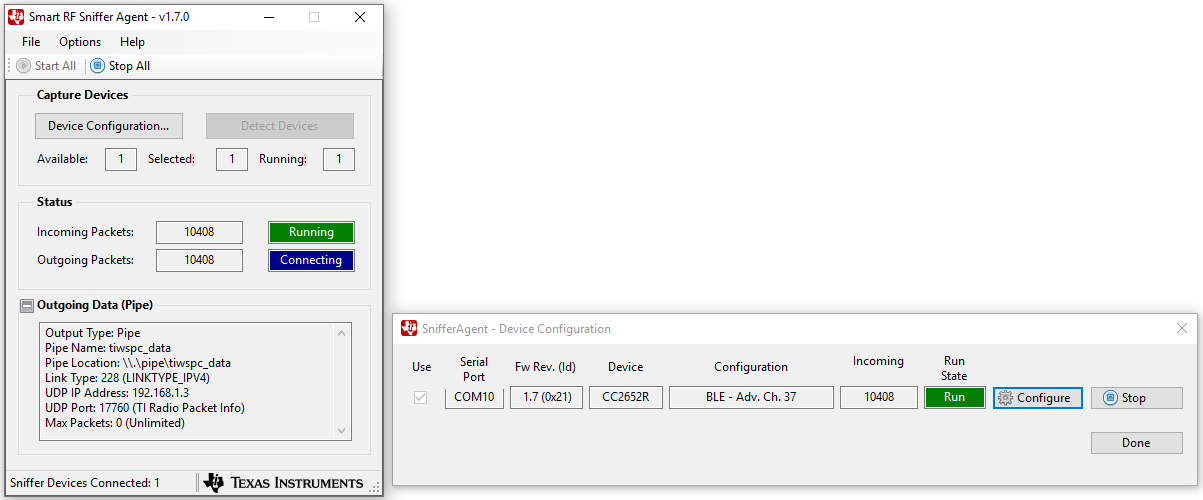 Smart RF Sniffer Agent - v1.7.0
File Options Help
Start All Stop All
Capture Devices
Device Configuration... Detect Devices
Available: 1 Selected: 1 Running: 1
Status
Incoming Packets: 10408 Running
Outgoing Packets: 10408 Connecting
Outgoing Data (Pipe)
Output Type: Pipe
Pipe Name: tiwspc_data
Pipe Location: \\.\pipe\tiwspc_data
Link Type: 228 (LINKTYPE_IPV4)
UDP IP Address: 192.168.1.3
UDP Port: 17760 (TI Radio Packet Info)
Max Packets: 0 (Unlimited)
Sniffer Devices Connected: 1 TEXAS INSTRUMENTS
SnifferAgent - Device Configuration
Use Serial Port Fw Rev. (Id) Device Configuration Incoming Run State
COM10 1.7 (0x21) CC2652R BLE - Adv. Ch. 37 10408 Run Configure Stop
Done